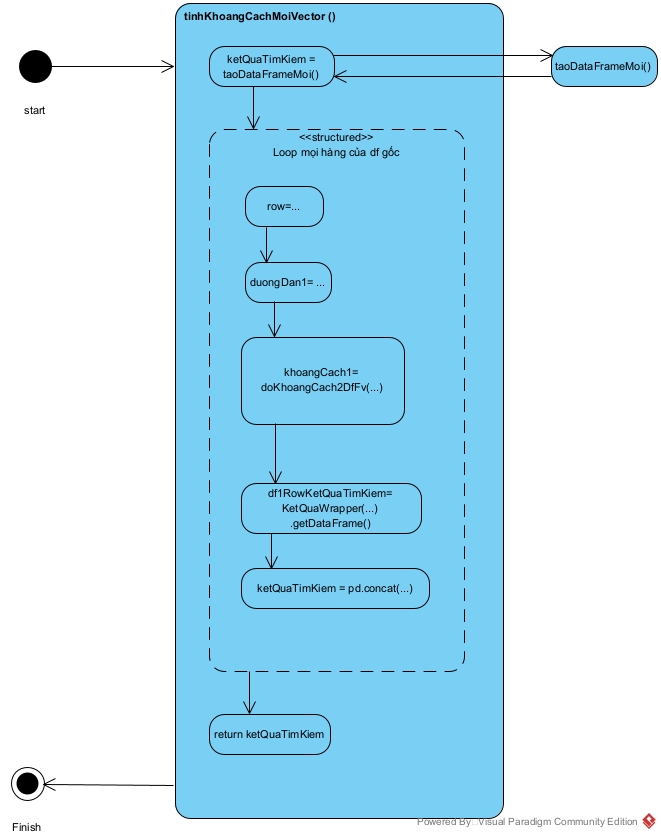 tinhKhoangCachMoiVector ()
ketQuaTimKiem =
taoDataFrameMoi()
taoDataFrameMoi()
start
<<structured>>
Loop mọi hàng của df gốc
row=...
duongDan1= ...
khoangCach1=
doKhoangCach2DfFv(...)
df1RowKetQuaTimKiem=
KetQuaWrapper(...)
.getDataFrame()
ketQuaTimKiem = pd.concat(...)
return ketQuaTimKiem
Finish
Powered By Visual Paradigm Community Edition